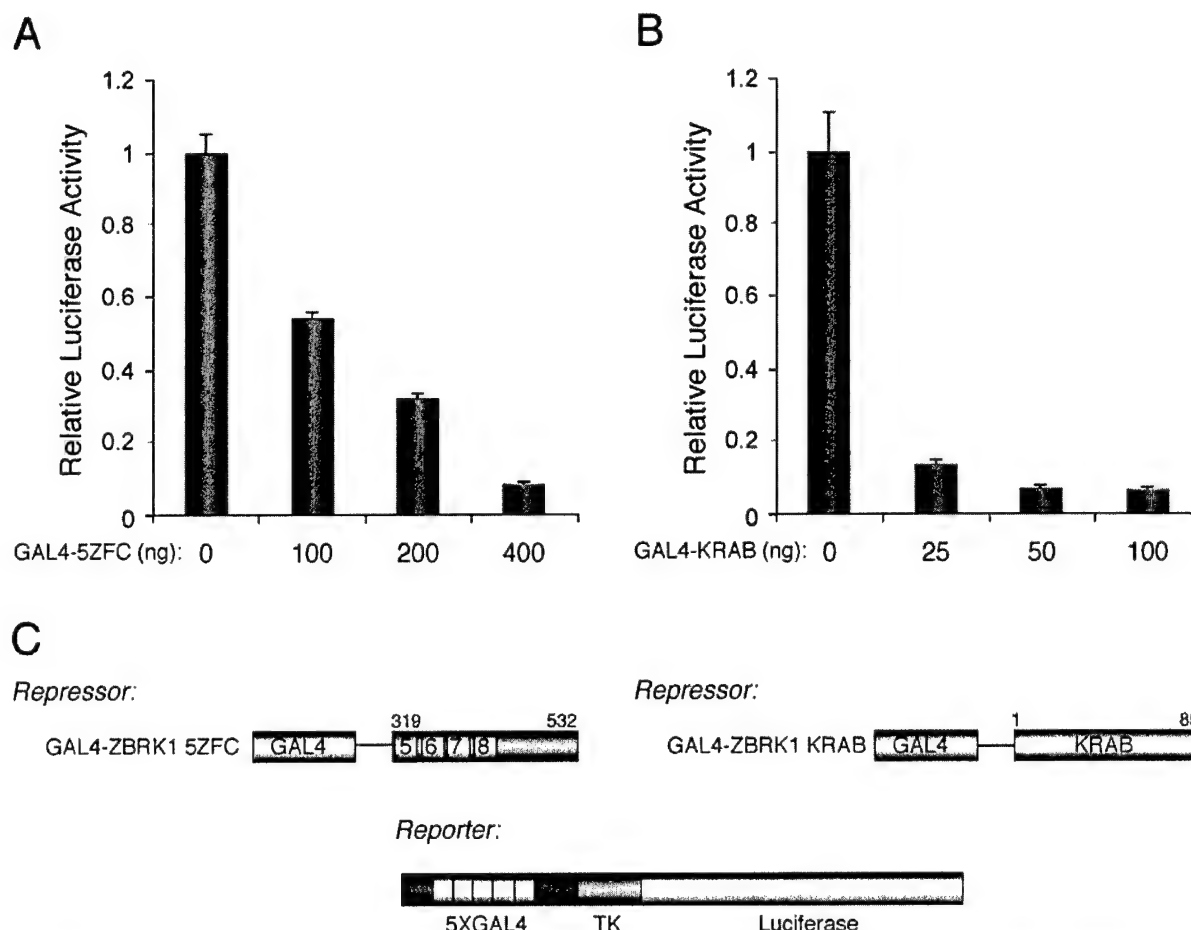 A
Relative Luciferase Activity
1.2
1
0.8
0.6
0.4
0.2
0
GAL4-5ZFC (ng): 0 100 200 400
B
Relative Luciferase Activity
1.2
1
0.8
0.6
0.4
0.2
0
GAL4-KRAB (ng): 0 25 50 100
C
Repressor:
319 532
GAL4-ZBRK1 5ZFC GAL4 5 6 7 8
Repressor:
1 85
GAL4-ZBRK1 KRAB GAL4 KRAB
Reporter:
5XGAL4 TK Luciferase